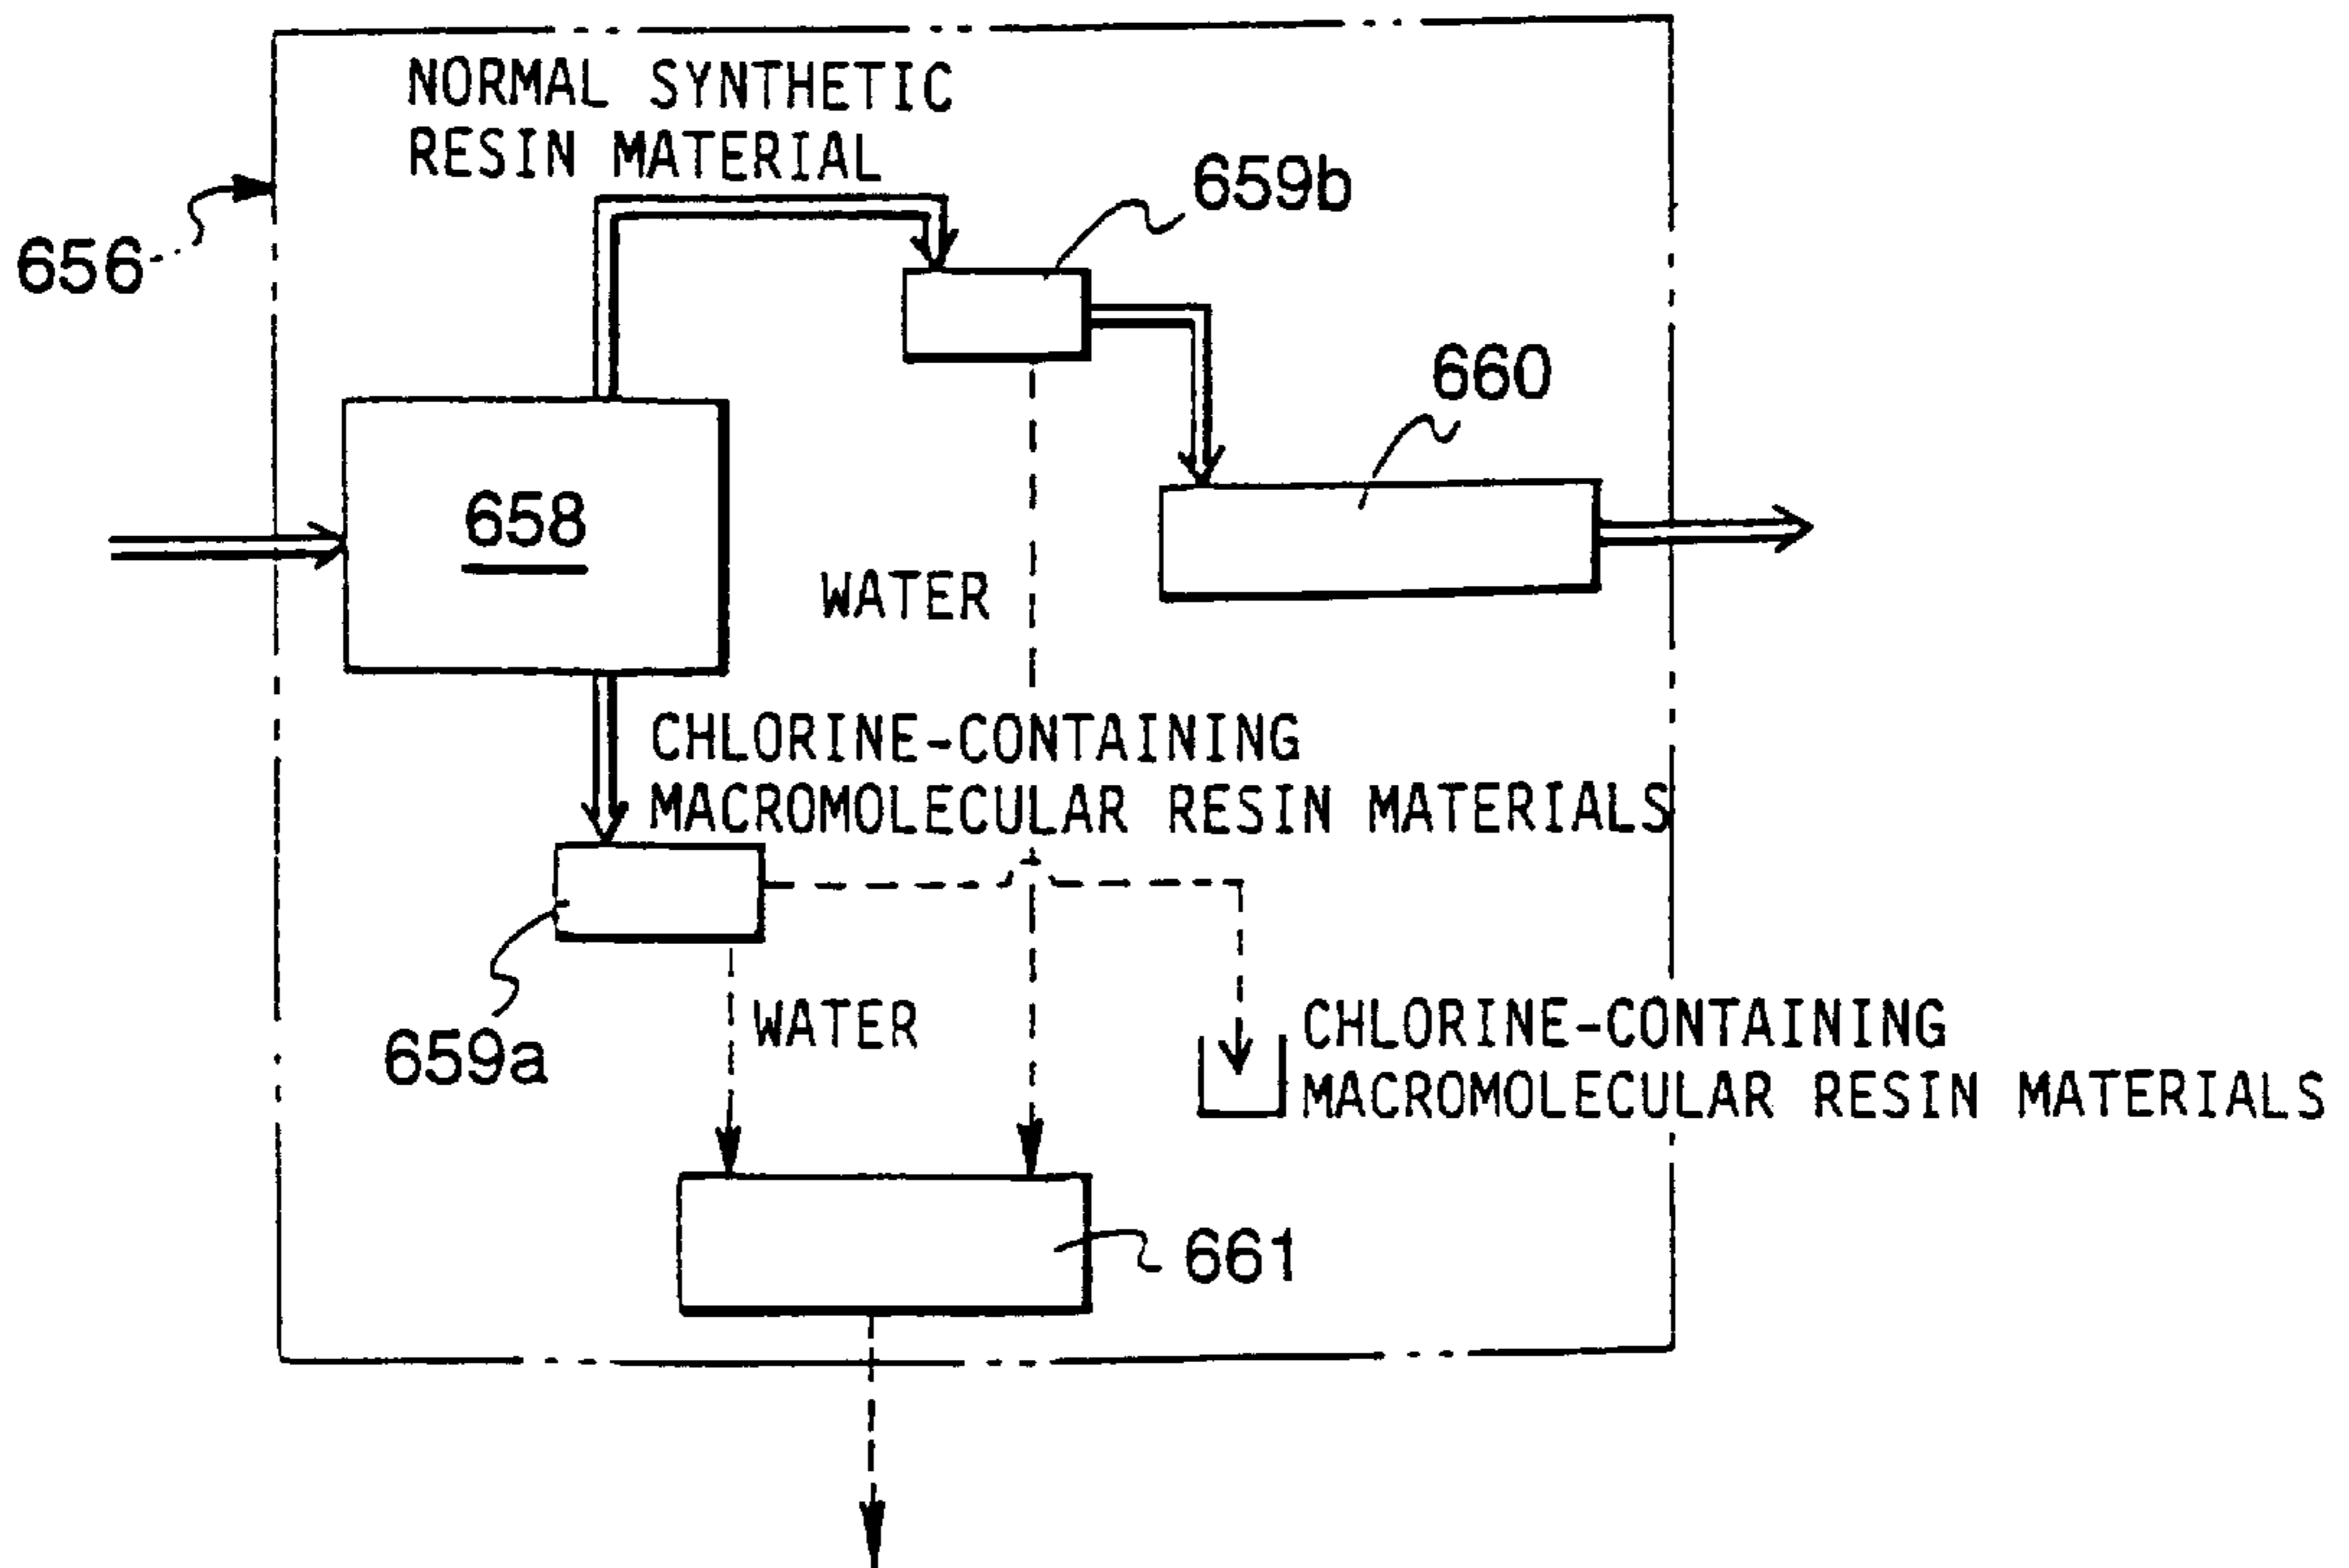 NORMAL SYNTHETIC
RESIN MATERIAL
659b
656
660
658
WATER
CHLORINE-CONTAINING
MACROMOLECULAR RESIN MATERIALS
WATER
659a
CHLORINE-CONTAINING
MACROMOLECULAR RESIN MATERIALS
661